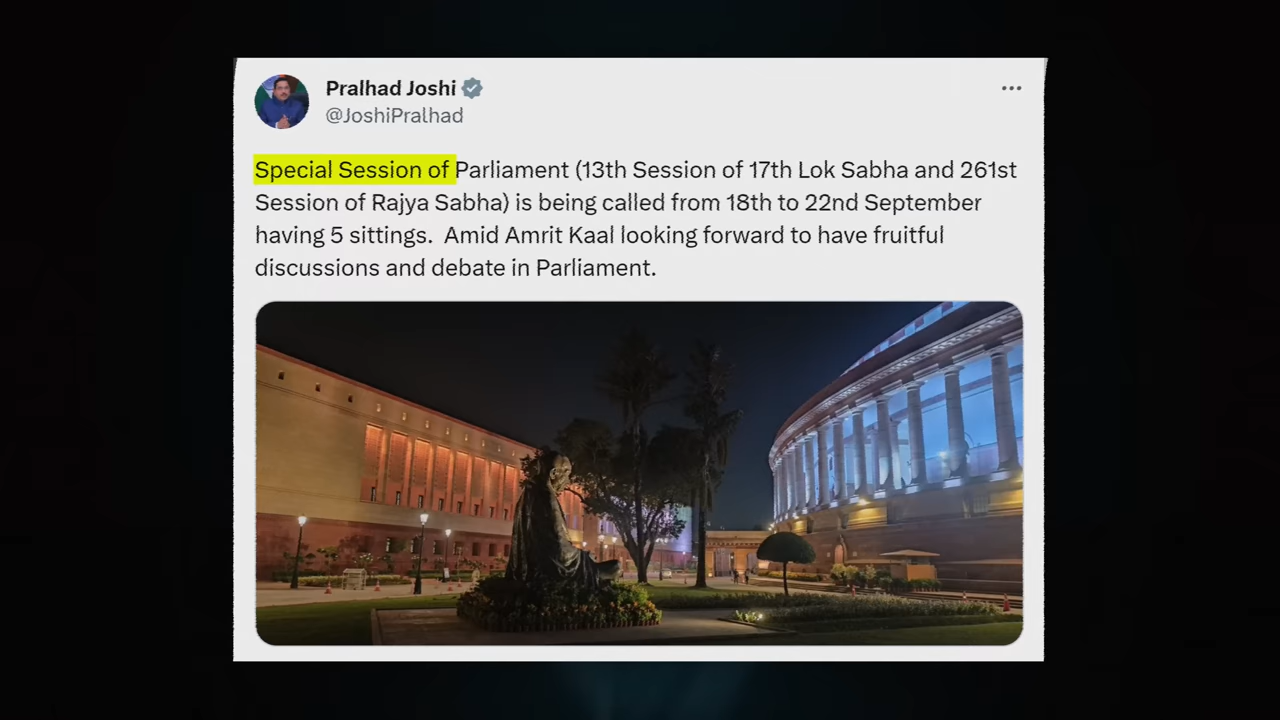 Pralhad Joshi
@JoshiPralhad
Special Session of Parliament (13th Session of 17th Lok Sabha and 261st
Session of Rajya Sabha) is being called from 18th to 22nd September
having 5 sittings.  Amid Amrit Kaal looking forward to have fruitful
discussions and debate in Parliament.